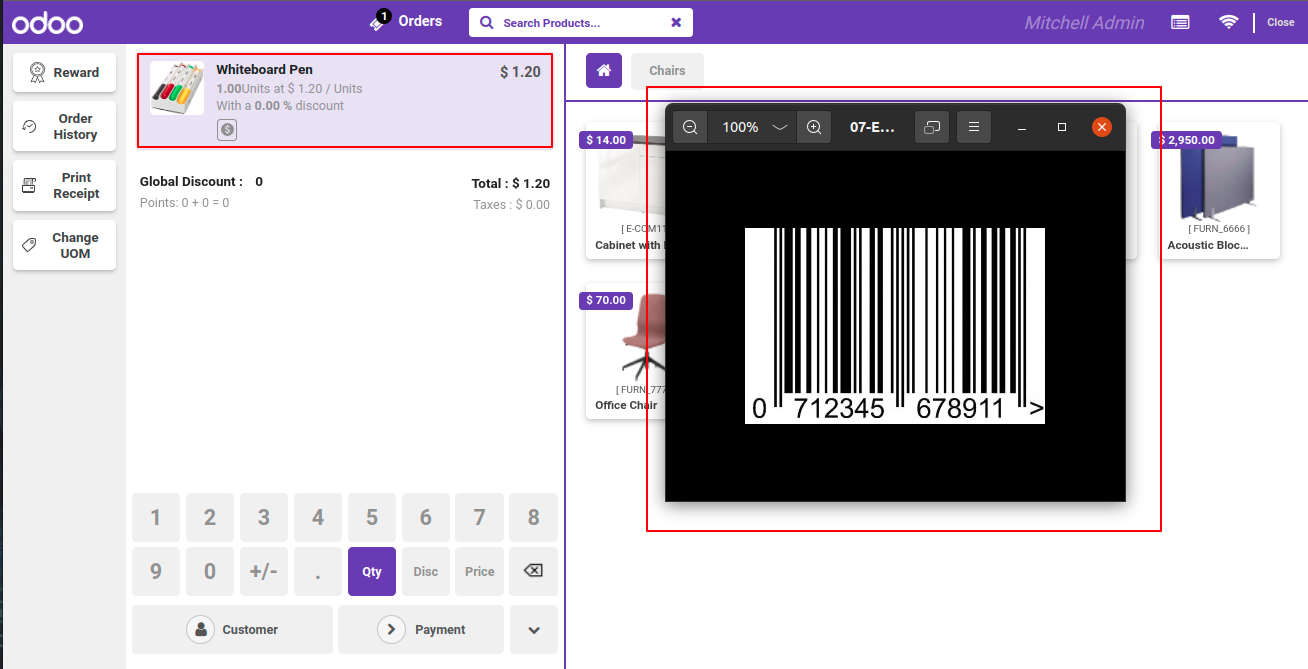 odoo
1
Orders
Search Products...
Mitchell Admin
Close
Reward
Order
History
Print
Receipt
Change
UOM
Whiteboard Pen
$ 1.20
1.00Units at $ 1.20 / Units
With a 0.00 % discount
$
Global Discount : 0
Total : $ 1.20
Points: 0 + 0 = 0
Taxes : $ 0.00
1 2 3 4 5 6 7 8
9 0 +/- . Qty Disc Price
Customer
Payment
Chairs
$ 14.00
[ E-COM11
Cabinet with
$ 2,950.00
[ FURN_6666 ]
Acoustic Bloc...
$ 70.00
[ FURN_777
Office Chair
100%
07-E...
0 712345 678911 >